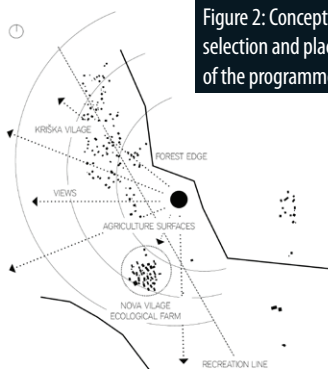 Figure 2: Concept
selection and plac
of the programme
KRIŠKA VILAGE
FOREST EDGE
VIEWS
AGRICULTURE SURFACES
NOVA VILAGE
ECOLOGICAL FARM
RECREATION LINE